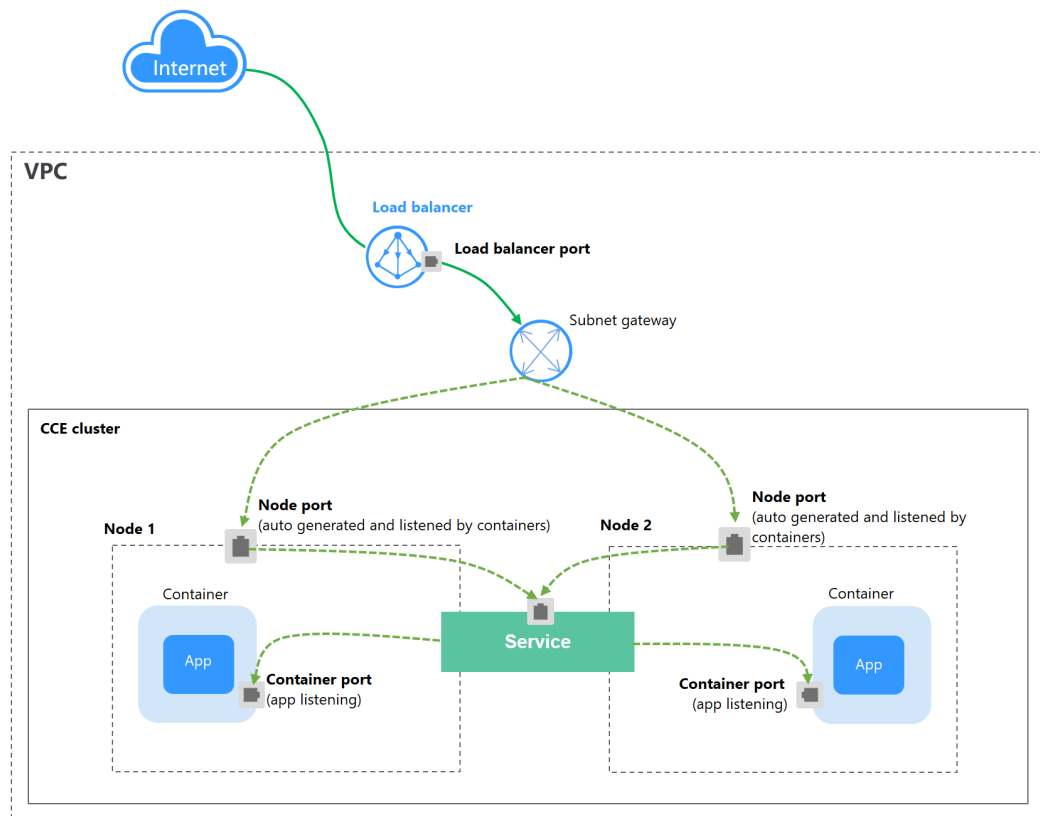 Internet
VPC
Load balancer
Load balancer port
Subnet gateway
CCE cluster
Node port
(auto generated and listened by containers)
Node 1
Node port
(auto generated and listened by
containers)
Node 2
Container
App
Container port
(app listening)
Service
Container
App
Container port
(app listening)